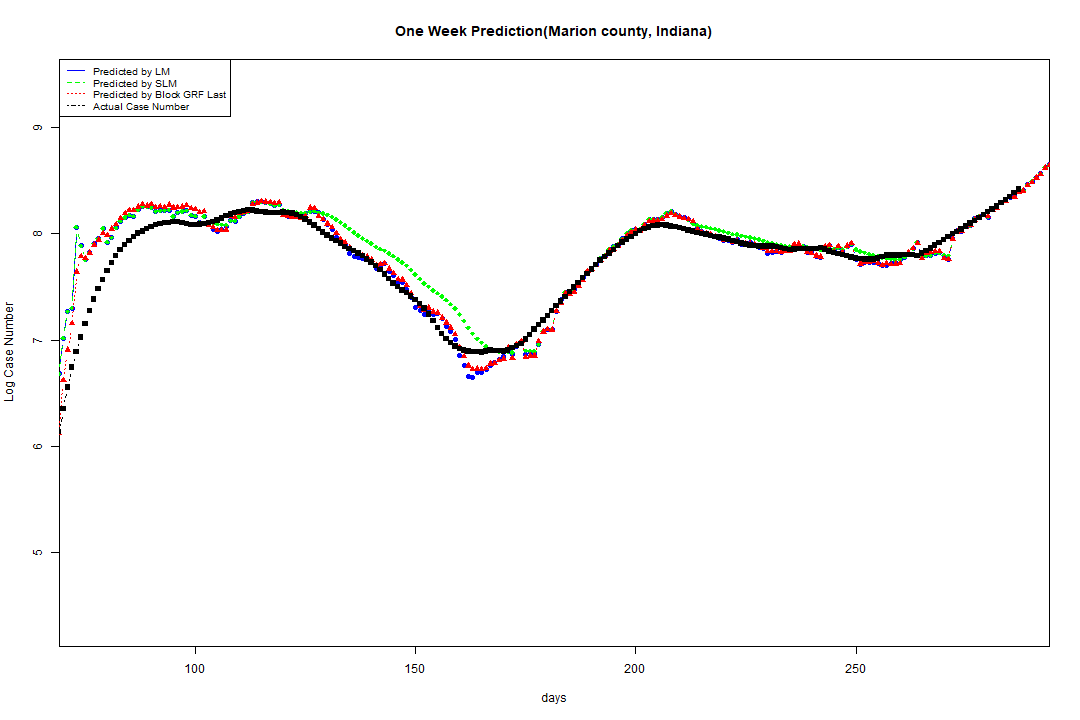 One Week Prediction(Marion county, Indiana)
Predicted by LM
Predicted by SLM
Predicted by Block GRF Last
Actual Case Number
9
8
7
6
5
Log Case Number
100 150 200 250
days